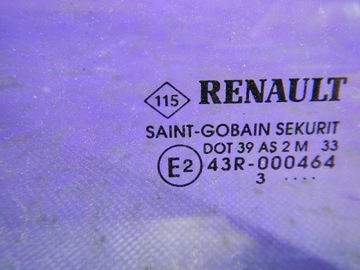 115 RENAULT
SAINT-GOBAIN SEKURIT
DOT 39 AS 2 M 33
E2 43R-000464
3 ....